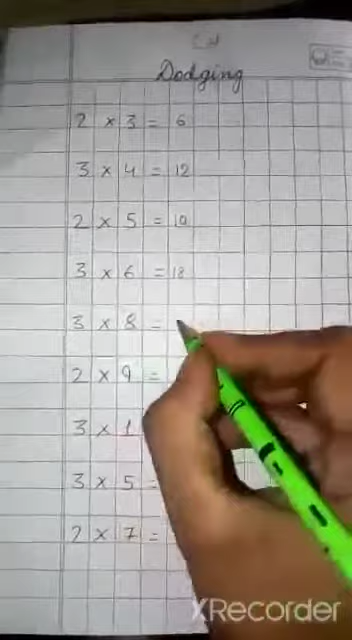 Dodging
2 × 3 = 6
3 × 4 = 12
2 × 5 = 10
3 × 6 = 18
3 × 8 =
2 × 9 =
3 × 1
3 × 5 =
2 × 7 =
XRecorder